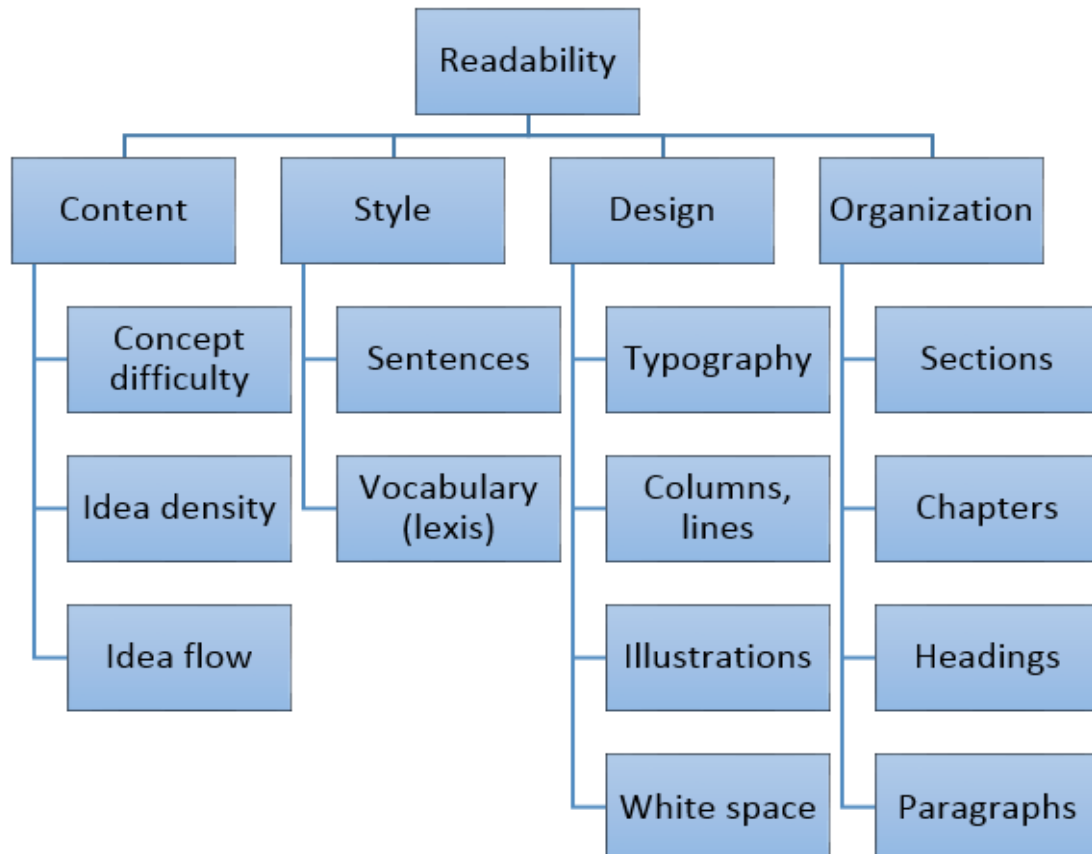 Readability
Content
Style
Design
Organization
Concept
difficulty
Sentences
Typography
Sections
Idea density
Vocabulary
(lexis)
Columns,
lines
Chapters
Idea flow
Illustrations
Headings
White space
Paragraphs